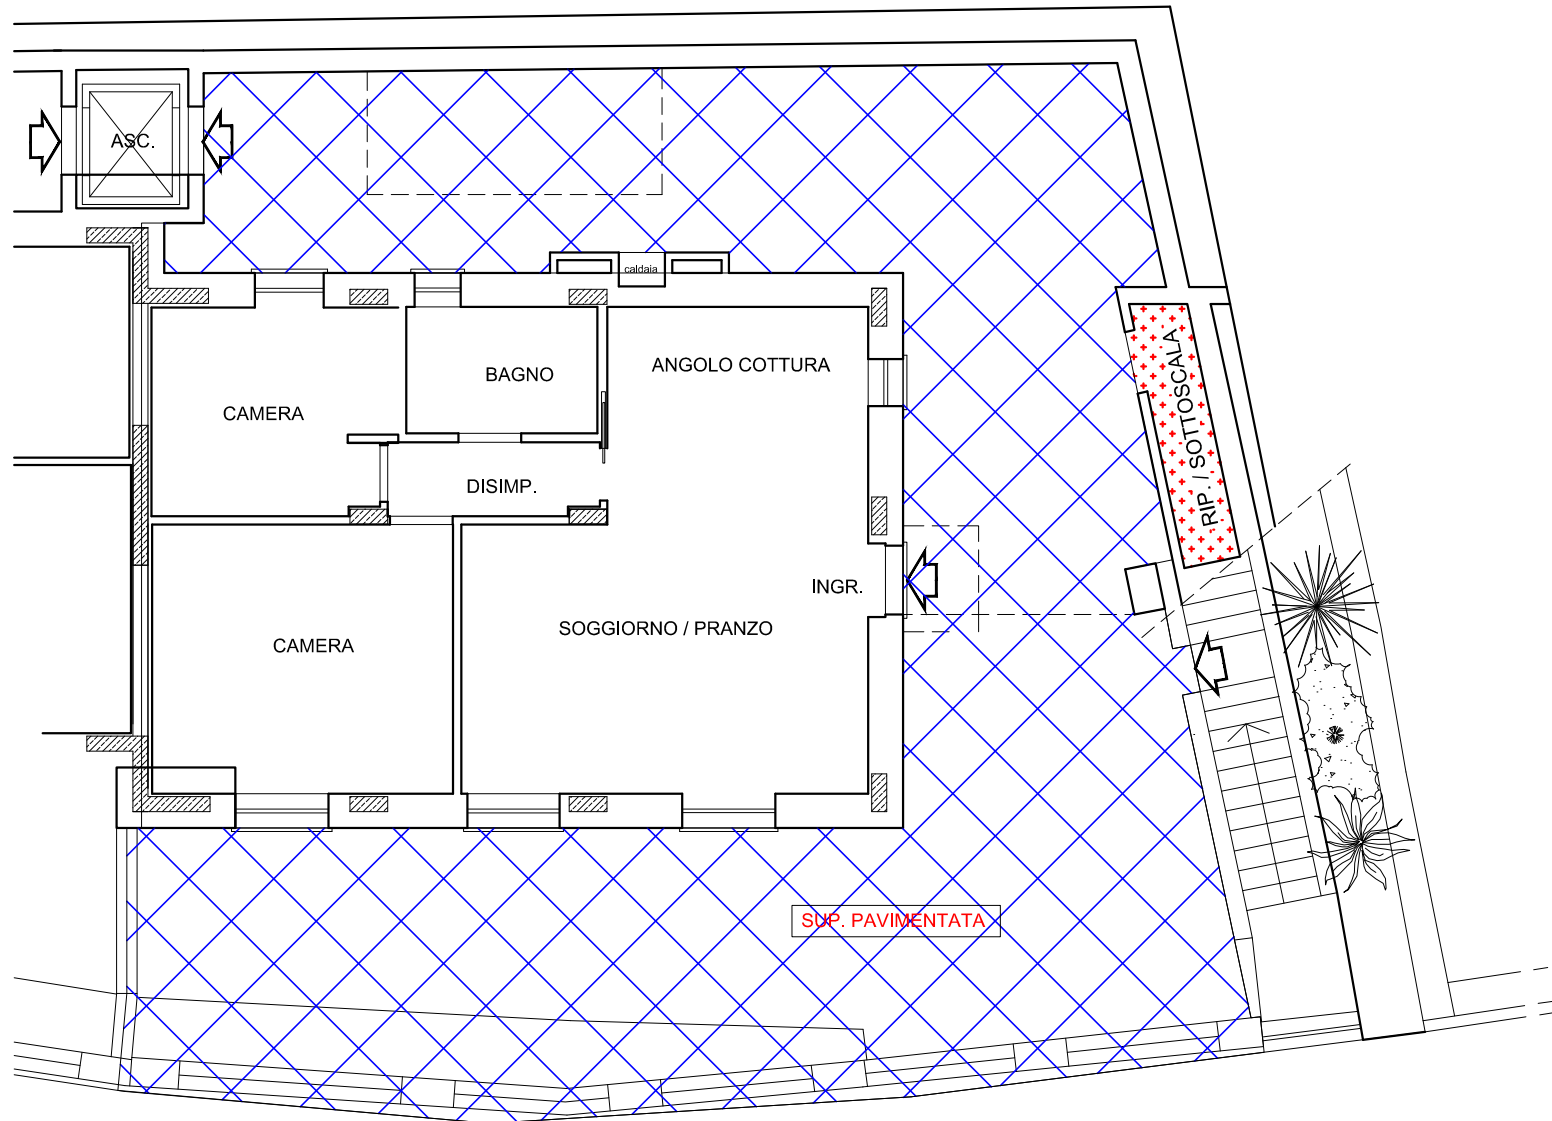 ASC.
caldaia
RIP. / SOTTOSCALA
ANGOLO COTTURA
BAGNO
CAMERA
DISIMP.
INGR.
SOGGIORNO / PRANZO
CAMERA
SUP. PAVIMENTATA